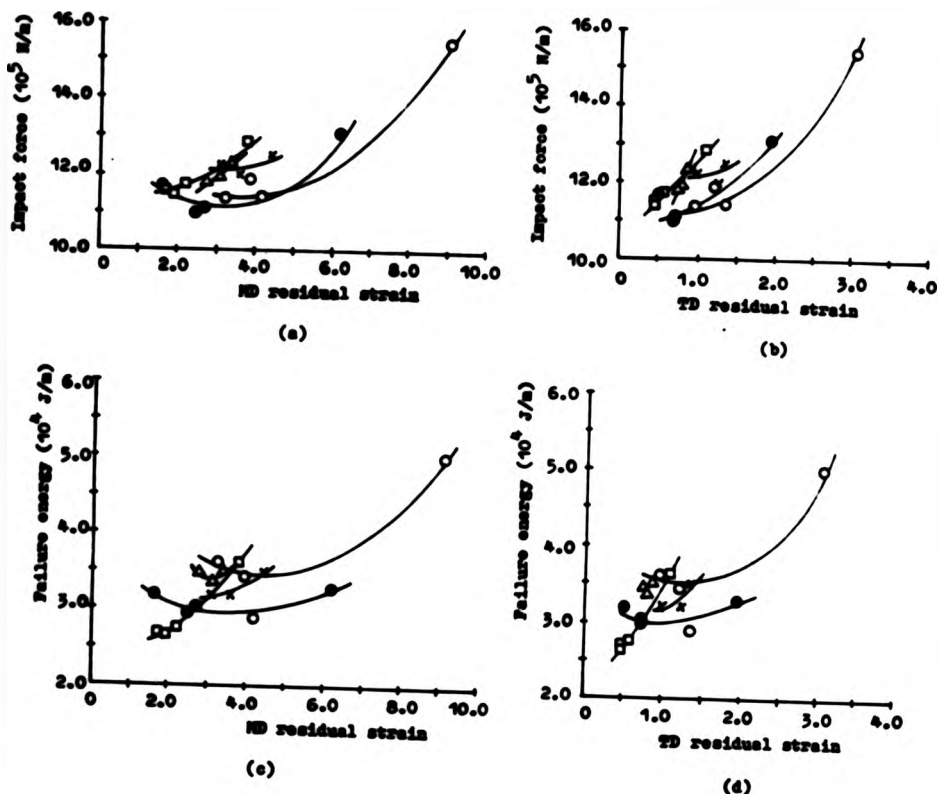 16.0
14.0
12.0
10.0
Impact force (10⁵ N/m)
0 2.0 4.0 6.0 8.0 10.0
MD residual strain
(a)
16.0
14.0
12.0
10.0
Impact force (10⁵ N/m)
0 1.0 2.0 3.0 4.0
TD residual strain
(b)
6.0
5.0
4.0
3.0
2.0
Failure energy (10⁴ J/m)
0 2.0 4.0 6.0 8.0 10.0
MD residual strain
(c)
6.0
5.0
4.0
3.0
2.0
Failure energy (10⁴ J/m)
0 1.0 2.0 3.0 4.0
TD residual strain
(d)